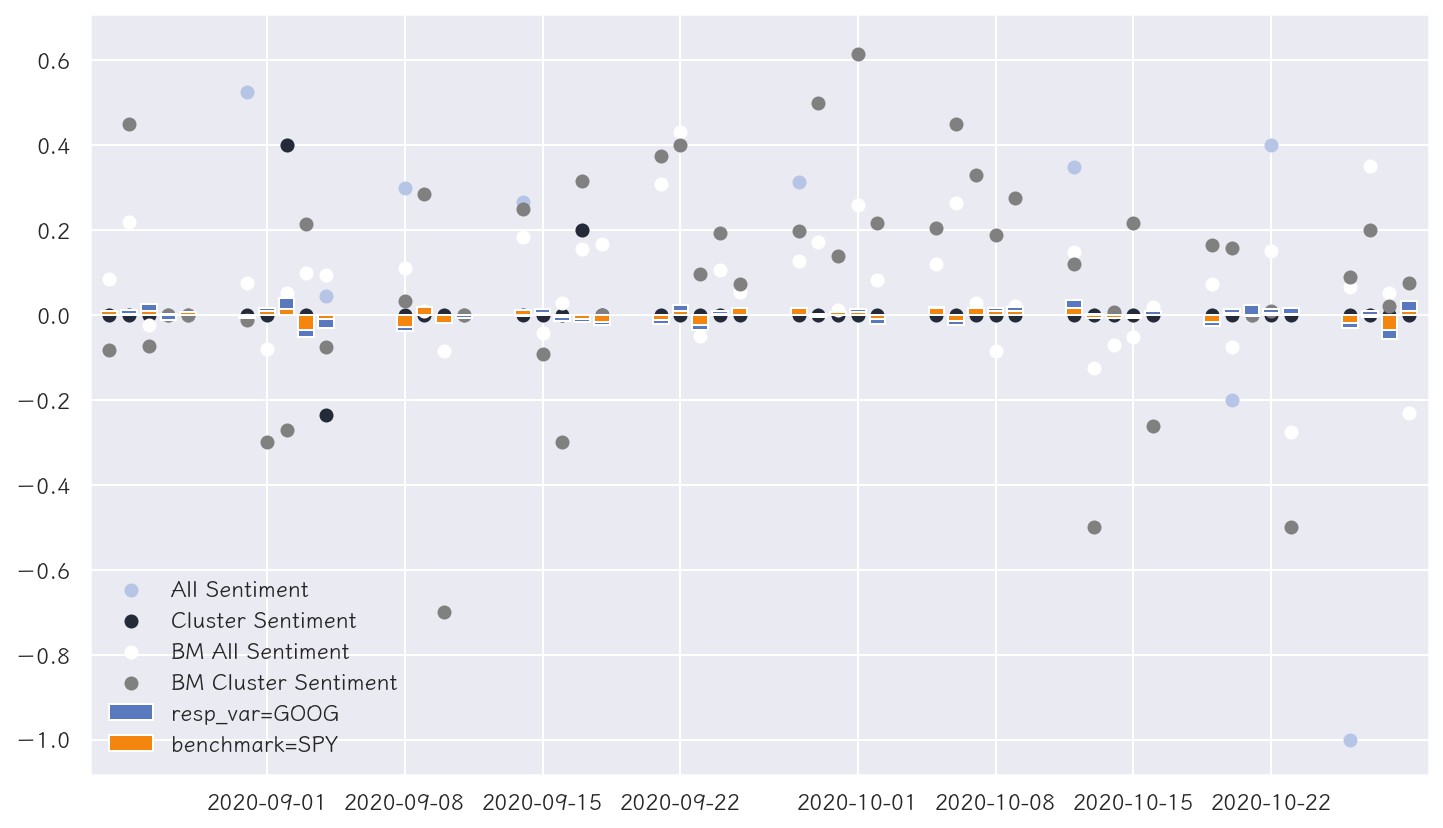 0.6
0.4
0.2
0.0
−0.2
−0.4
−0.6
−0.8
−1.0
All Sentiment
Cluster Sentiment
BM All Sentiment
BM Cluster Sentiment
resp_var=GOOG
benchmark=SPY
2020-09-01 2020-09-08 2020-09-15 2020-09-22 2020-10-01 2020-10-08 2020-10-15 2020-10-22